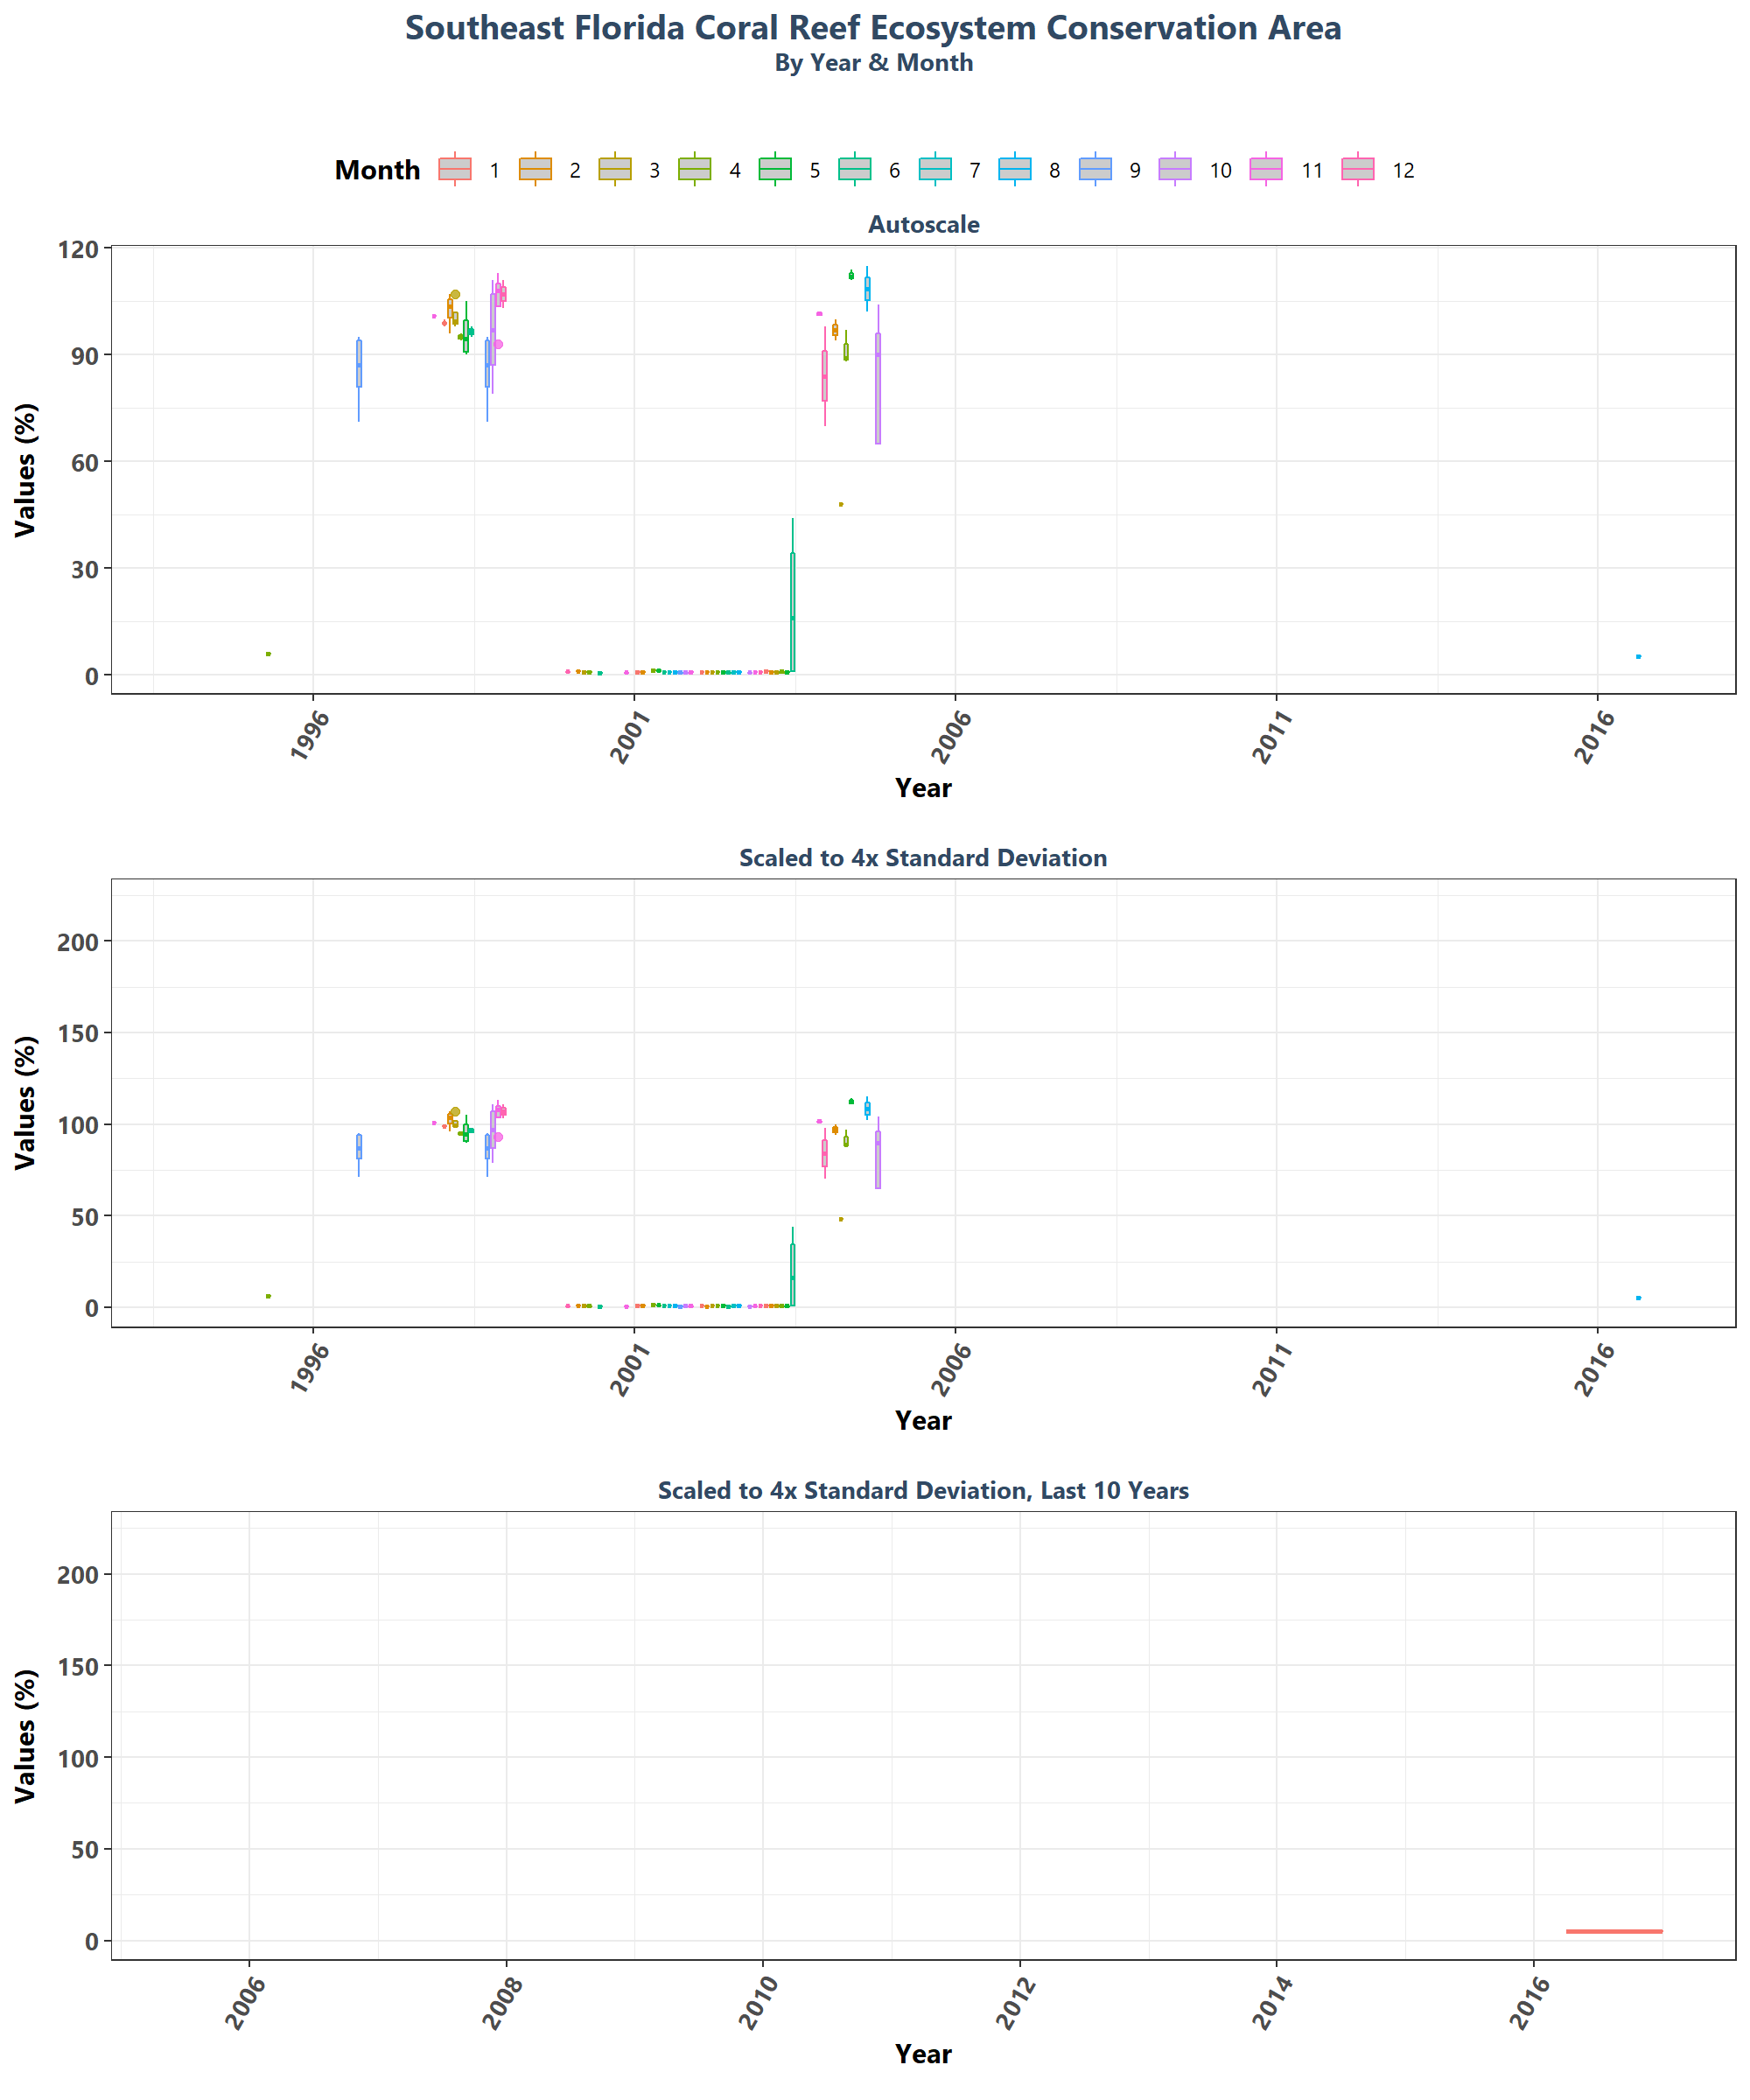 Southeast Florida Coral Reef Ecosystem Conservation Area
By Year & Month
Month 1 2 3 4 5 6 7 8 9 10 11 12
Autoscale
120
90
60
30
0
Values (%)
1996 2001 2006 2011 2016
Year
Scaled to 4x Standard Deviation
200
150
100
50
0
Values (%)
1996 2001 2006 2011 2016
Year
Scaled to 4x Standard Deviation, Last 10 Years
200
150
100
50
0
Values (%)
2006 2008 2010 2012 2014 2016
Year